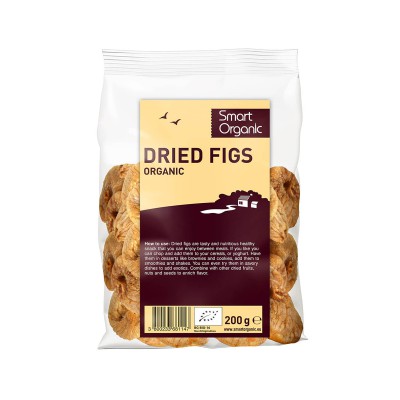 Smart
Organic
DRIED FIGS
ORGANIC
How to use: Dried figs are tasty and nutritious healthy
snack that you can enjoy between meals. If you like you
can chop and add them to your cereals, or yoghurt. Have
them in desserts like brownies and cookies, add them to
smoothies and shakes. You can even try them in savory
dishes to add exotics. Combine with other dried fruits,
nuts and seeds to enrich flavor.
200 g e
www.smartorganic.eu